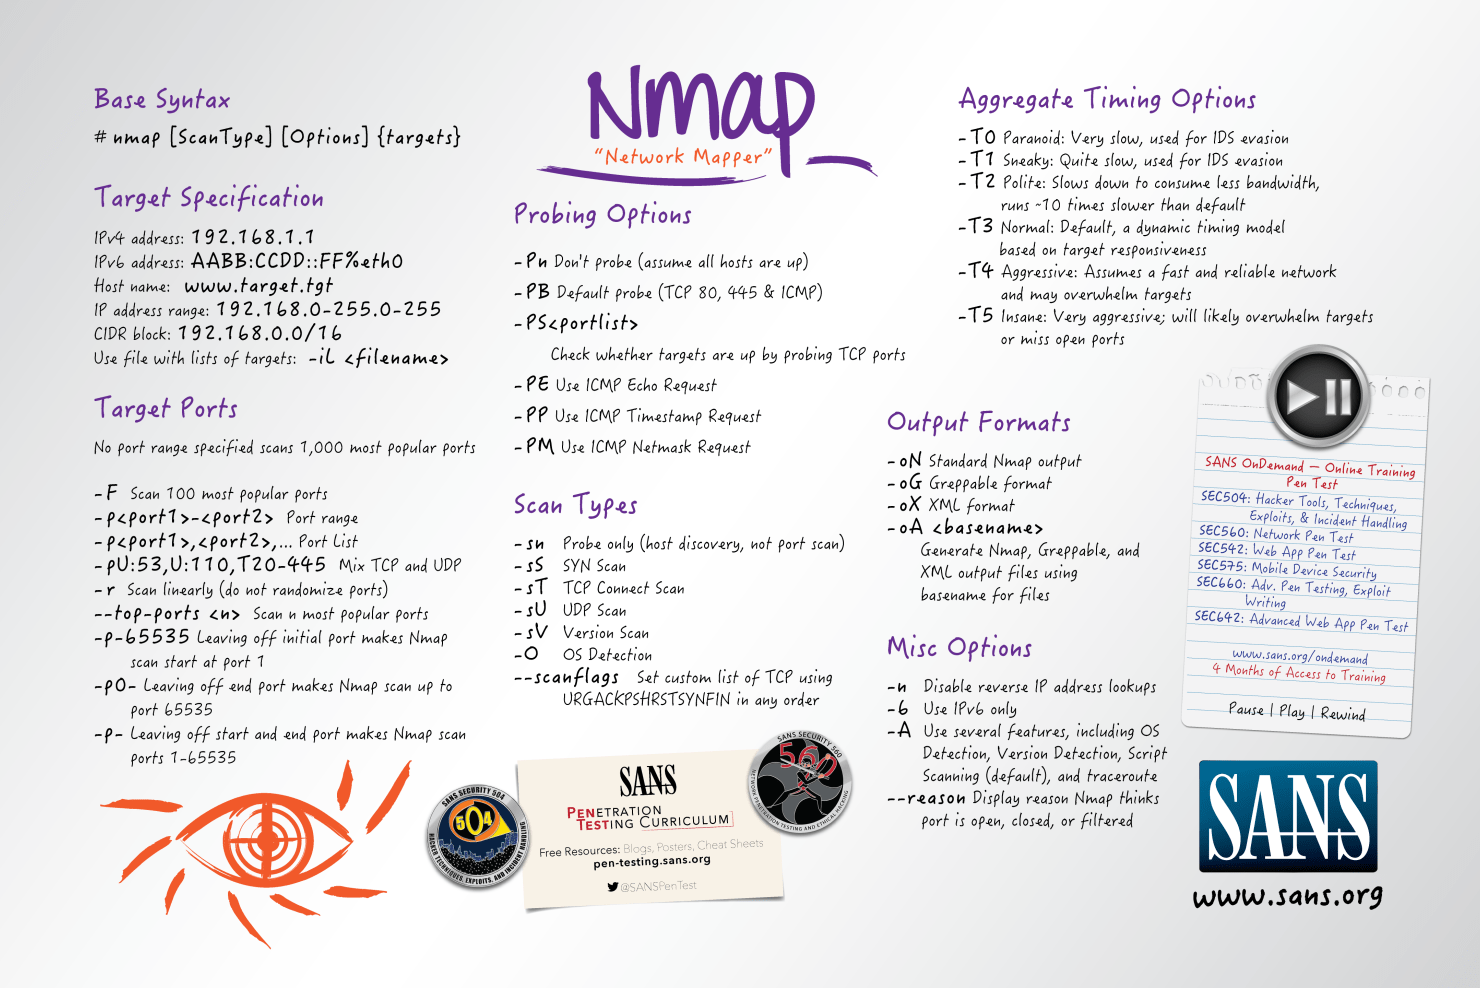 Nmap
"Network Mapper"
Base Syntax
# nmap [ScanType] [Options] {targets}
Target Specification
IPv4 address: 192.168.1.1
IPv6 address: AABB:CCDD::FF%eth0
Host name: www.target.tgt
IP address range: 192.168.0-255.0-255
CIDR block: 192.168.0.0/16
Use file with lists of targets: -iL <filename>
Target Ports
No port range specified scans 1,000 most popular ports
-F Scan 100 most popular ports
-p<port1>-<port2> Port range
-p<port1>,<port2>,... Port List
-pU:53,U:110,T20-445 Mix TCP and UDP
-r Scan linearly (do not randomize ports)
--top-ports <n> Scan n most popular ports
-p-65535 Leaving off initial port makes Nmap
scan start at port 1
-p0- Leaving off end port makes Nmap scan up to
port 65535
-p- Leaving off start and end port makes Nmap scan
ports 1-65535
Probing Options
-Pn Don't probe (assume all hosts are up)
-PB Default probe (TCP 80, 445 & ICMP)
-PS<portlist>
Check whether targets are up by probing TCP ports
-PE Use ICMP Echo Request
-PP Use ICMP Timestamp Request
-PM Use ICMP Netmask Request
Scan Types
-sn Probe only (host discovery, not port scan)
-sS SYN Scan
-sT TCP Connect Scan
-sU UDP Scan
-sV Version Scan
-O OS Detection
--scanflags Set custom list of TCP using
URGACKPSHRSTSYNFIN in any order
Aggregate Timing Options
-T0 Paranoid: Very slow, used for IDS evasion
-T1 Sneaky: Quite slow, used for IDS evasion
-T2 Polite: Slows down to consume less bandwidth,
runs ~10 times slower than default
-T3 Normal: Default, a dynamic timing model
based on target responsiveness
-T4 Aggressive: Assumes a fast and reliable network
and may overwhelm targets
-T5 Insane: Very aggressive; will likely overwhelm targets
or miss open ports
Output Formats
-oN Standard Nmap output
-oG Greppable format
-oX XML format
-oA <basename>
Generate Nmap, Greppable, and
XML output files using
basename for files
Misc Options
-n Disable reverse IP address lookups
-6 Use IPv6 only
-A Use several features, including OS
Detection, Version Detection, Script
Scanning (default), and traceroute
--reason Display reason Nmap thinks
port is open, closed, or filtered
SANS OnDemand – Online Training
Pen Test
SEC504: Hacker Tools, Techniques,
Exploits, & Incident Handling
SEC560: Network Pen Test
SEC542: Web App Pen Test
SEC575: Mobile Device Security
SEC660: Adv. Pen Testing, Exploit
Writing
SEC642: Advanced Web App Pen Test
www.sans.org/ondemand
4 Months of Access to Training
Pause | Play | Rewind
SANS SECURITY 504
504
HACKER TECHNIQUES, EXPLOITS, AND INCIDENT HANDLING
SANS
PENETRATION
TESTING CURRICULUM
Free Resources: Blogs, Posters, Cheat Sheets
pen-testing.sans.org
@SANSPenTest
SANS SECURITY 560
560
NETWORK PENETRATION TESTING AND ETHICAL HACKING
SANS
www.sans.org